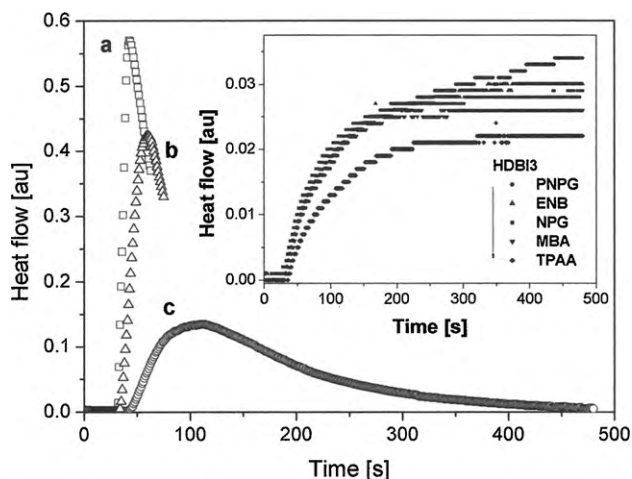 0.6
0.5
0.4
0.3
0.2
0.1
0.0
Heat flow [au]
a
b
c
0
100
200
300
400
500
Time [s]
0.03
0.02
0.01
0.00
Heat flow [au]
HDBI3
PNPG
ENB
NPG
MBA
TPAA
0
100
200
300
400
500
Time [s]